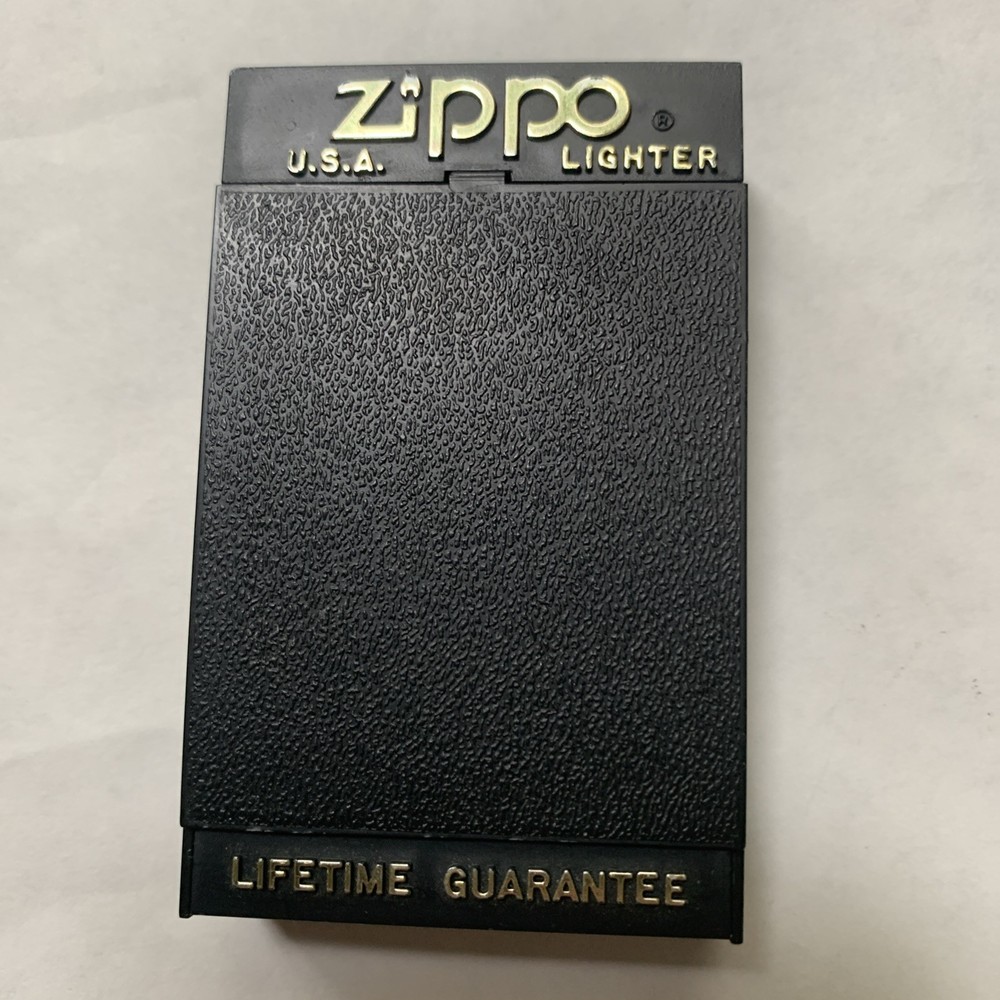 Zippo ®
U.S.A. LIGHTER
LIFETIME GUARANTEE